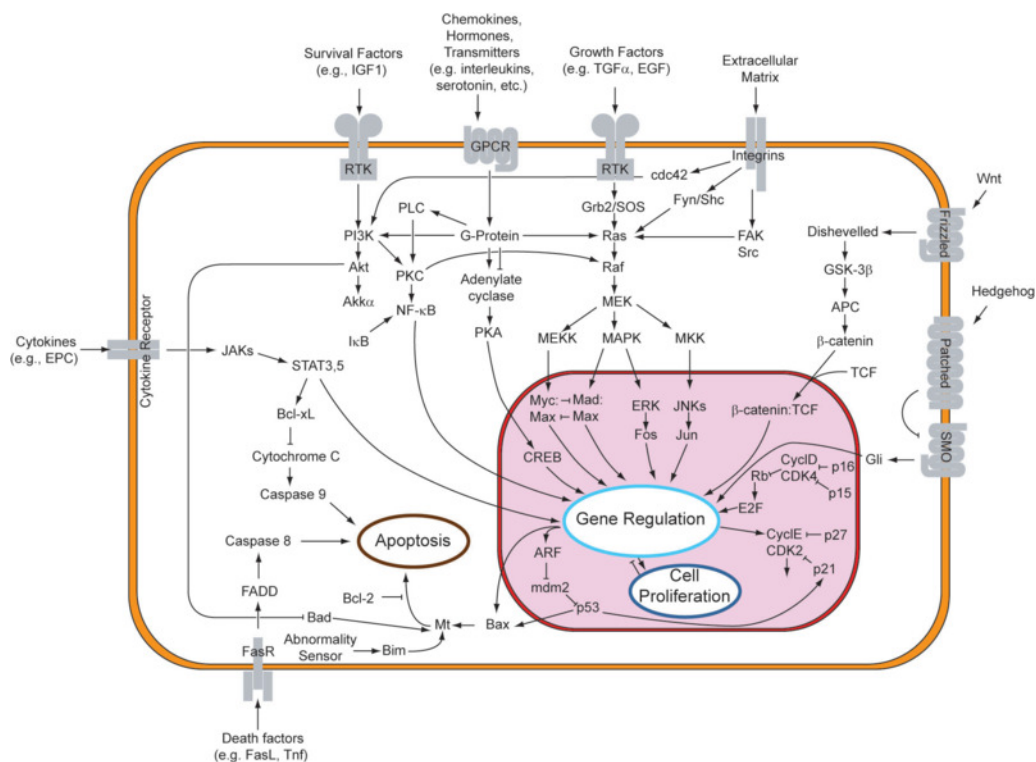 Chemokines,
Hormones,
Transmitters
(e.g. interleukins,
serotonin, etc.)
Survival Factors
(e.g., IGF1)
Growth Factors
(e.g. TGFα, EGF)
Extracellular
Matrix
RTK
GPCR
RTK
Integrins
cdc42
Fyn/Shc
Grb2/SOS
PLC
PI3K
G-Protein
Ras
FAK
Src
Wnt
Frizzled
Dishevelled
GSK-3β
APC
β-catenin
TCF
β-catenin:TCF
Akt
Akkα
PKC
Adenylate
cyclase
Raf
MEK
NF-κB
IκB
PKA
MEKK
MAPK
MKK
Hedgehog
Patched
SMO
Gli
Cytokines
(e.g., EPC)
Cytokine Receptor
JAKs
STAT3,5
Bcl-xL
Cytochrome C
Caspase 9
Caspase 8
Apoptosis
FADD
Bcl-2
Bad
Mt
Bax
Abnormality
Sensor
Bim
FasR
Death factors
(e.g. FasL, Tnf)
Myc:
Max
Mad:
Max
ERK
Fos
JNKs
Jun
CREB
Gene Regulation
Cell
Proliferation
ARF
mdm2
p53
Rb
E2F
CyclD
CDK4
p16
p15
CyclE
CDK2
p27
p21